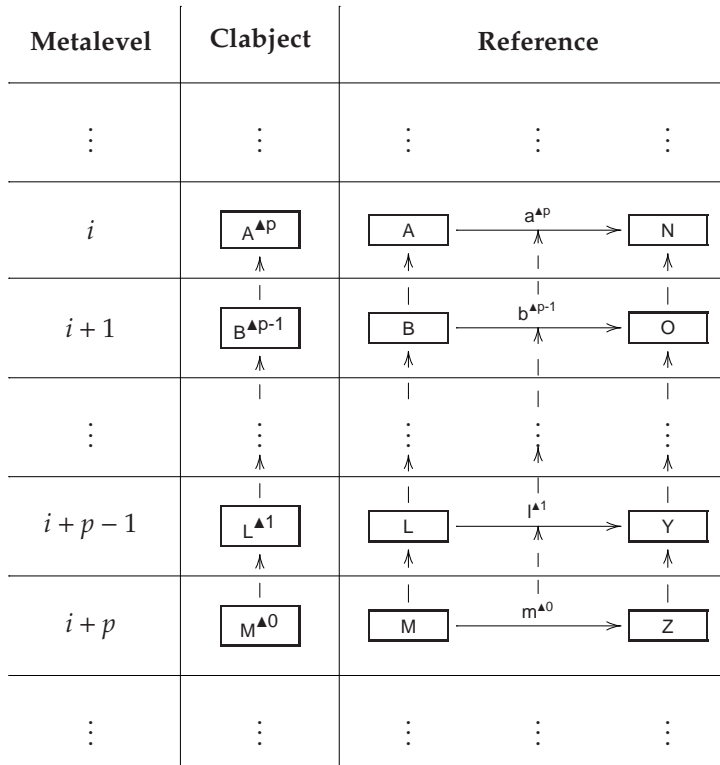 Metalevel Clabject Reference
⋮ ⋮ ⋮ ⋮ ⋮
i A▲p A a▲p N
i + 1 B▲p-1 B b▲p-1 O
⋮ ⋮ ⋮ ⋮ ⋮
i + p − 1 L▲1 L l▲1 Y
i + p M▲0 M m▲0 Z
⋮ ⋮ ⋮ ⋮ ⋮